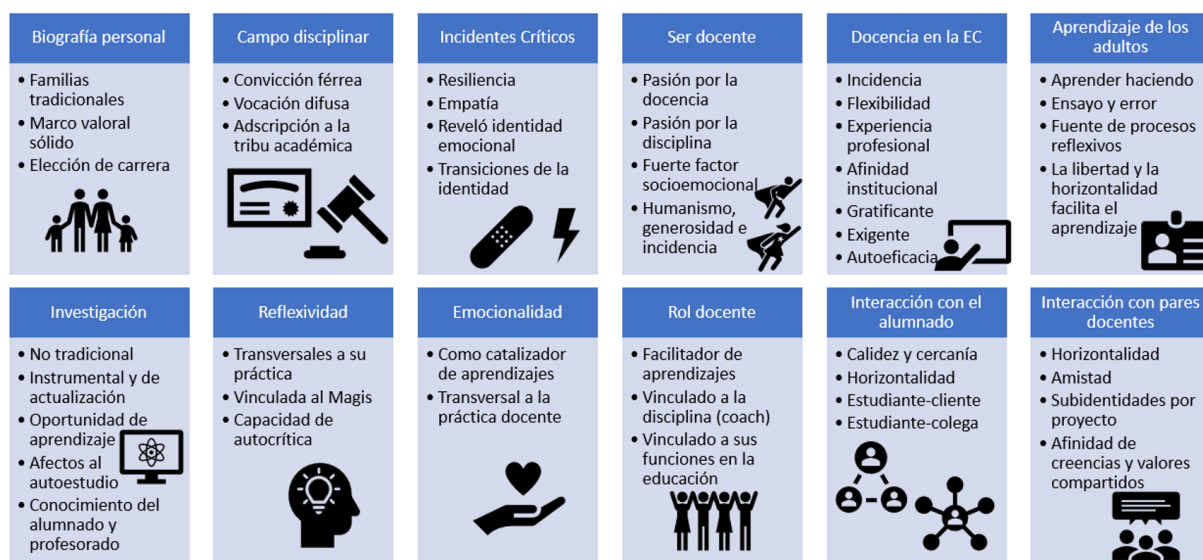 Biografía personal
• Familias
tradicionales
• Marco valoral
sólido
• Elección de carrera
Campo disciplinar
• Convicción férrea
• Vocación difusa
• Adscripción a la
tribu académica
Incidentes Críticos
• Resiliencia
• Empatía
• Reveló identidad
emocional
• Transiciones de la
identidad
Ser docente
• Pasión por la
docencia
• Pasión por la
disciplina
• Fuerte factor
socioemocional
• Humanismo,
generosidad e
incidencia
Docencia en la EC
• Incidencia
• Flexibilidad
• Experiencia
profesional
• Afinidad
institucional
• Gratificante
• Exigente
• Autoeficacia
Aprendizaje de los
adultos
• Aprender haciendo
• Ensayo y error
• Fuente de procesos
reflexivos
• La libertad y la
horizontalidad
facilita el
aprendizaje
Investigación
• No tradicional
• Instrumental y de
actualización
• Oportunidad de
aprendizaje
• Afectos al
autoestudio
• Conocimiento del
alumnado y
profesorado
Reflexividad
• Transversales a su
práctica
• Vinculada al Magis
• Capacidad de
autocrítica
Emocionalidad
• Como catalizador
de aprendizajes
• Transversal a la
práctica docente
Rol docente
• Facilitador de
aprendizajes
• Vinculado a la
disciplina (coach)
• Vinculado a sus
funciones en la
educación
Interacción con el
alumnado
• Calidez y cercanía
• Horizontalidad
• Estudiante-cliente
• Estudiante-colega
Interacción con pares
docentes
• Horizontalidad
• Amistad
• Subidentidades por
proyecto
• Afinidad de
creencias y valores
compartidos